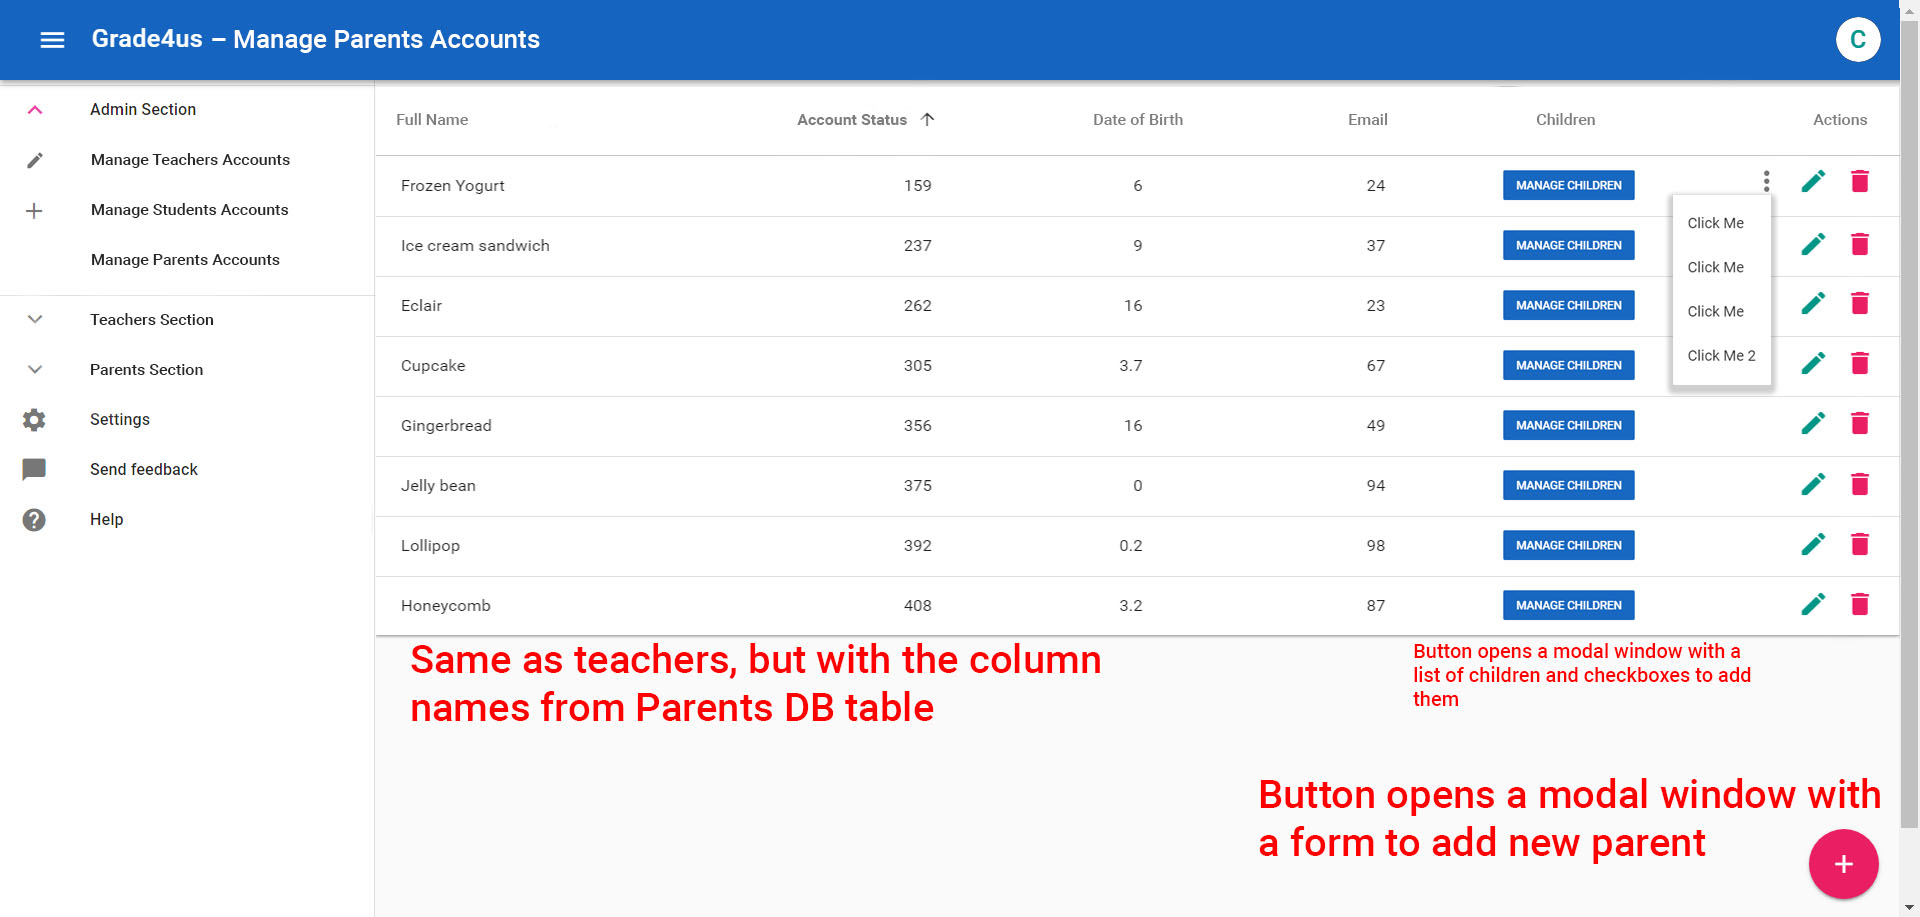 Grade4us – Manage Parents Accounts
C
Admin Section
Manage Teachers Accounts
Manage Students Accounts
Manage Parents Accounts
Teachers Section
Parents Section
Settings
Send feedback
Help
Full Name Account Status Date of Birth Email Children Actions
Frozen Yogurt 159 6 24 MANAGE CHILDREN
Ice cream sandwich 237 9 37 MANAGE CHILDREN
Eclair 262 16 23 MANAGE CHILDREN
Cupcake 305 3.7 67 MANAGE CHILDREN
Gingerbread 356 16 49 MANAGE CHILDREN
Jelly bean 375 0 94 MANAGE CHILDREN
Lollipop 392 0.2 98 MANAGE CHILDREN
Honeycomb 408 3.2 87 MANAGE CHILDREN
Click Me
Click Me
Click Me
Click Me 2
Same as teachers, but with the column
names from Parents DB table
Button opens a modal window with a
list of children and checkboxes to add
them
Button opens a modal window with
a form to add new parent